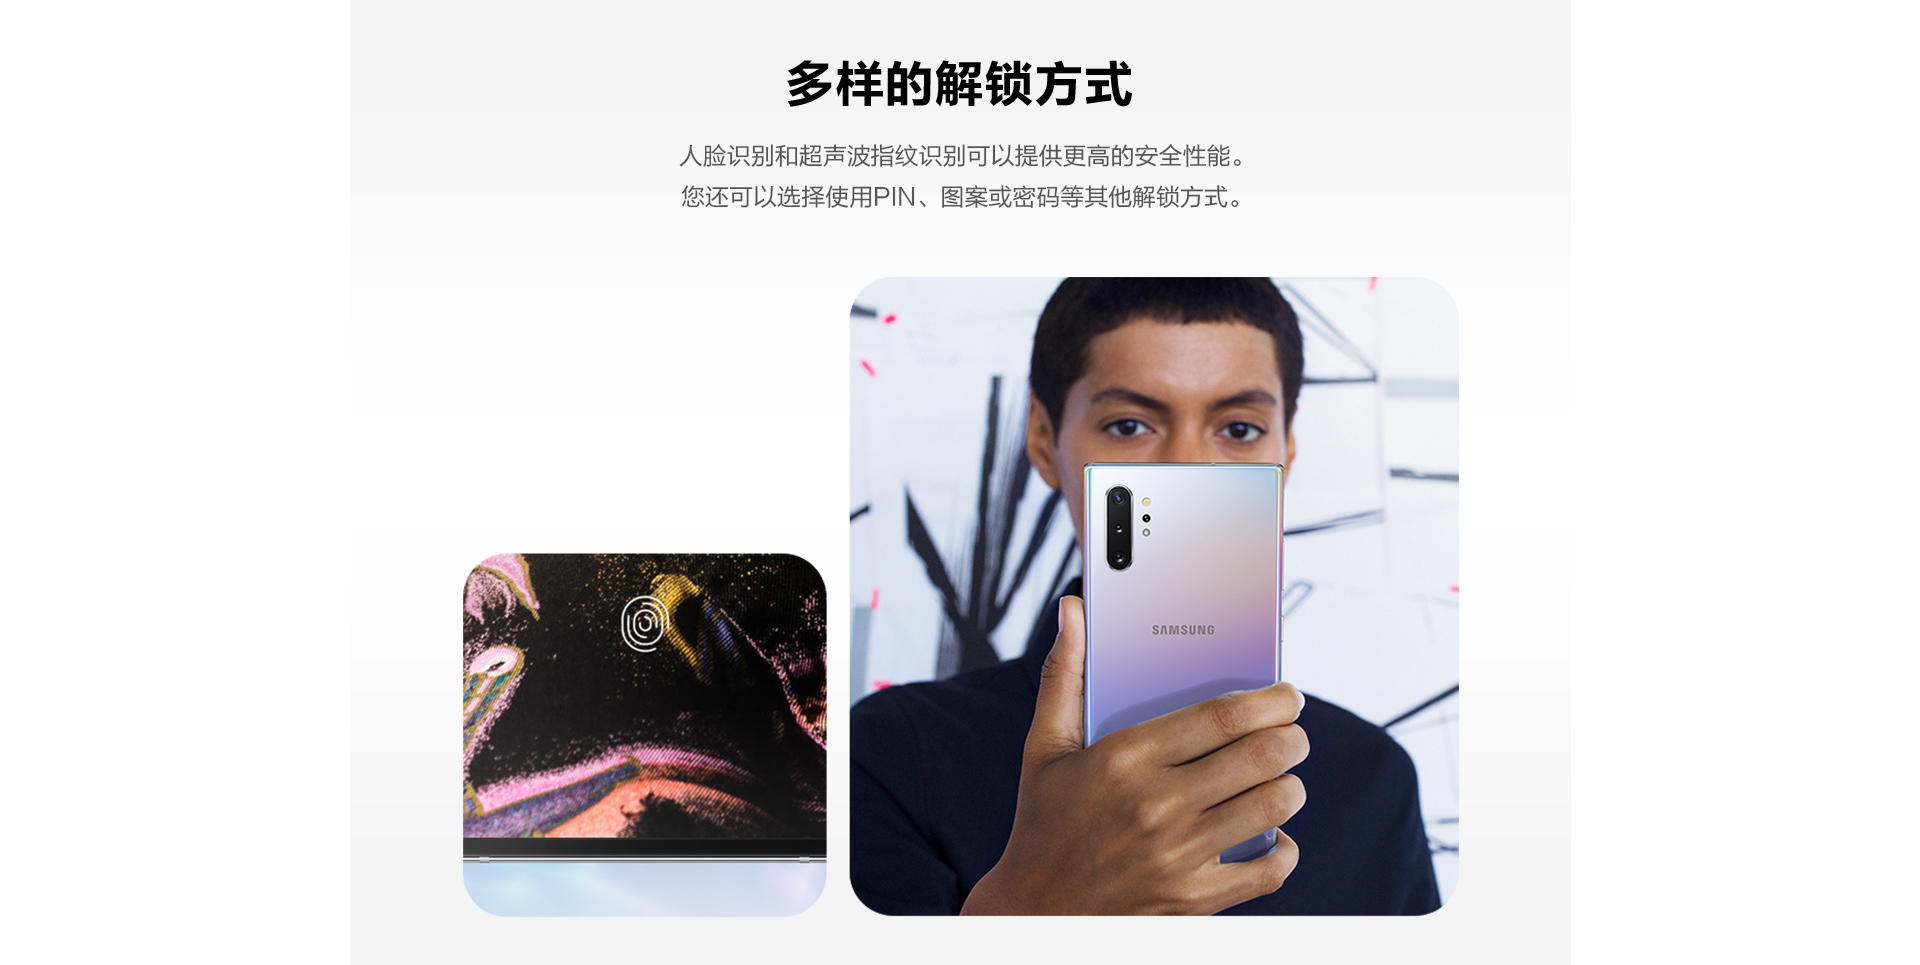 多样的解锁方式
人脸识别和超声波指纹识别可以提供更高的安全性能。
您还可以选择使用PIN、图案或密码等其他解锁方式。
SAMSUNG